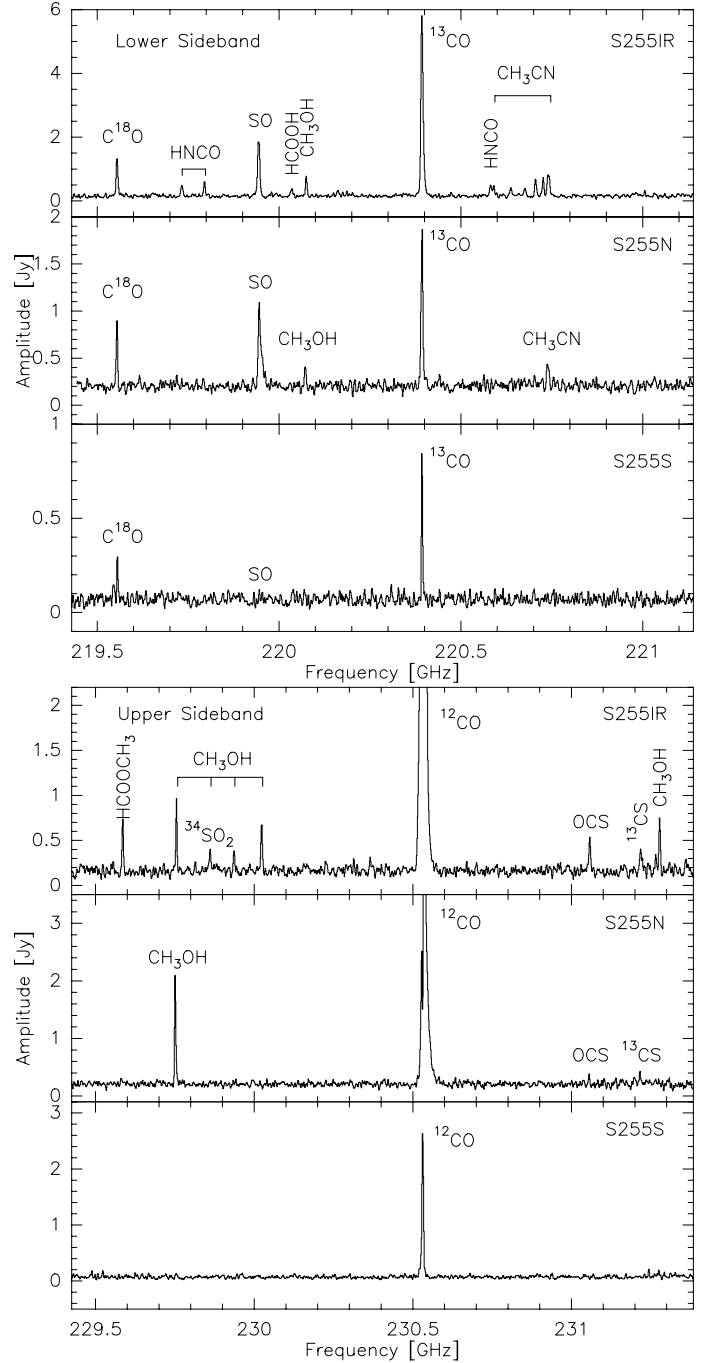 Lower Sideband
¹³CO
S255IR
CH₃CN
C¹⁸O
HNCO
SO
HCOOH
CH₃OH
HNCO
6
4
2
0
¹³CO
S255N
C¹⁸O
SO
CH₃OH
CH₃CN
2
1.5
1
0.5
0
Amplitude [Jy]
¹³CO
S255S
C¹⁸O
SO
1
0.5
0
219.5 220 220.5 221
Frequency [GHz]
Upper Sideband
¹²CO
S255IR
HCOOCH₃
CH₃OH
³⁴SO₂
OCS
¹³CS
CH₃OH
2
1.5
1
0.5
0
¹²CO
S255N
CH₃OH
OCS
¹³CS
3
2
1
0
Amplitude [Jy]
¹²CO
S255S
3
2
1
0
229.5 230 230.5 231
Frequency [GHz]